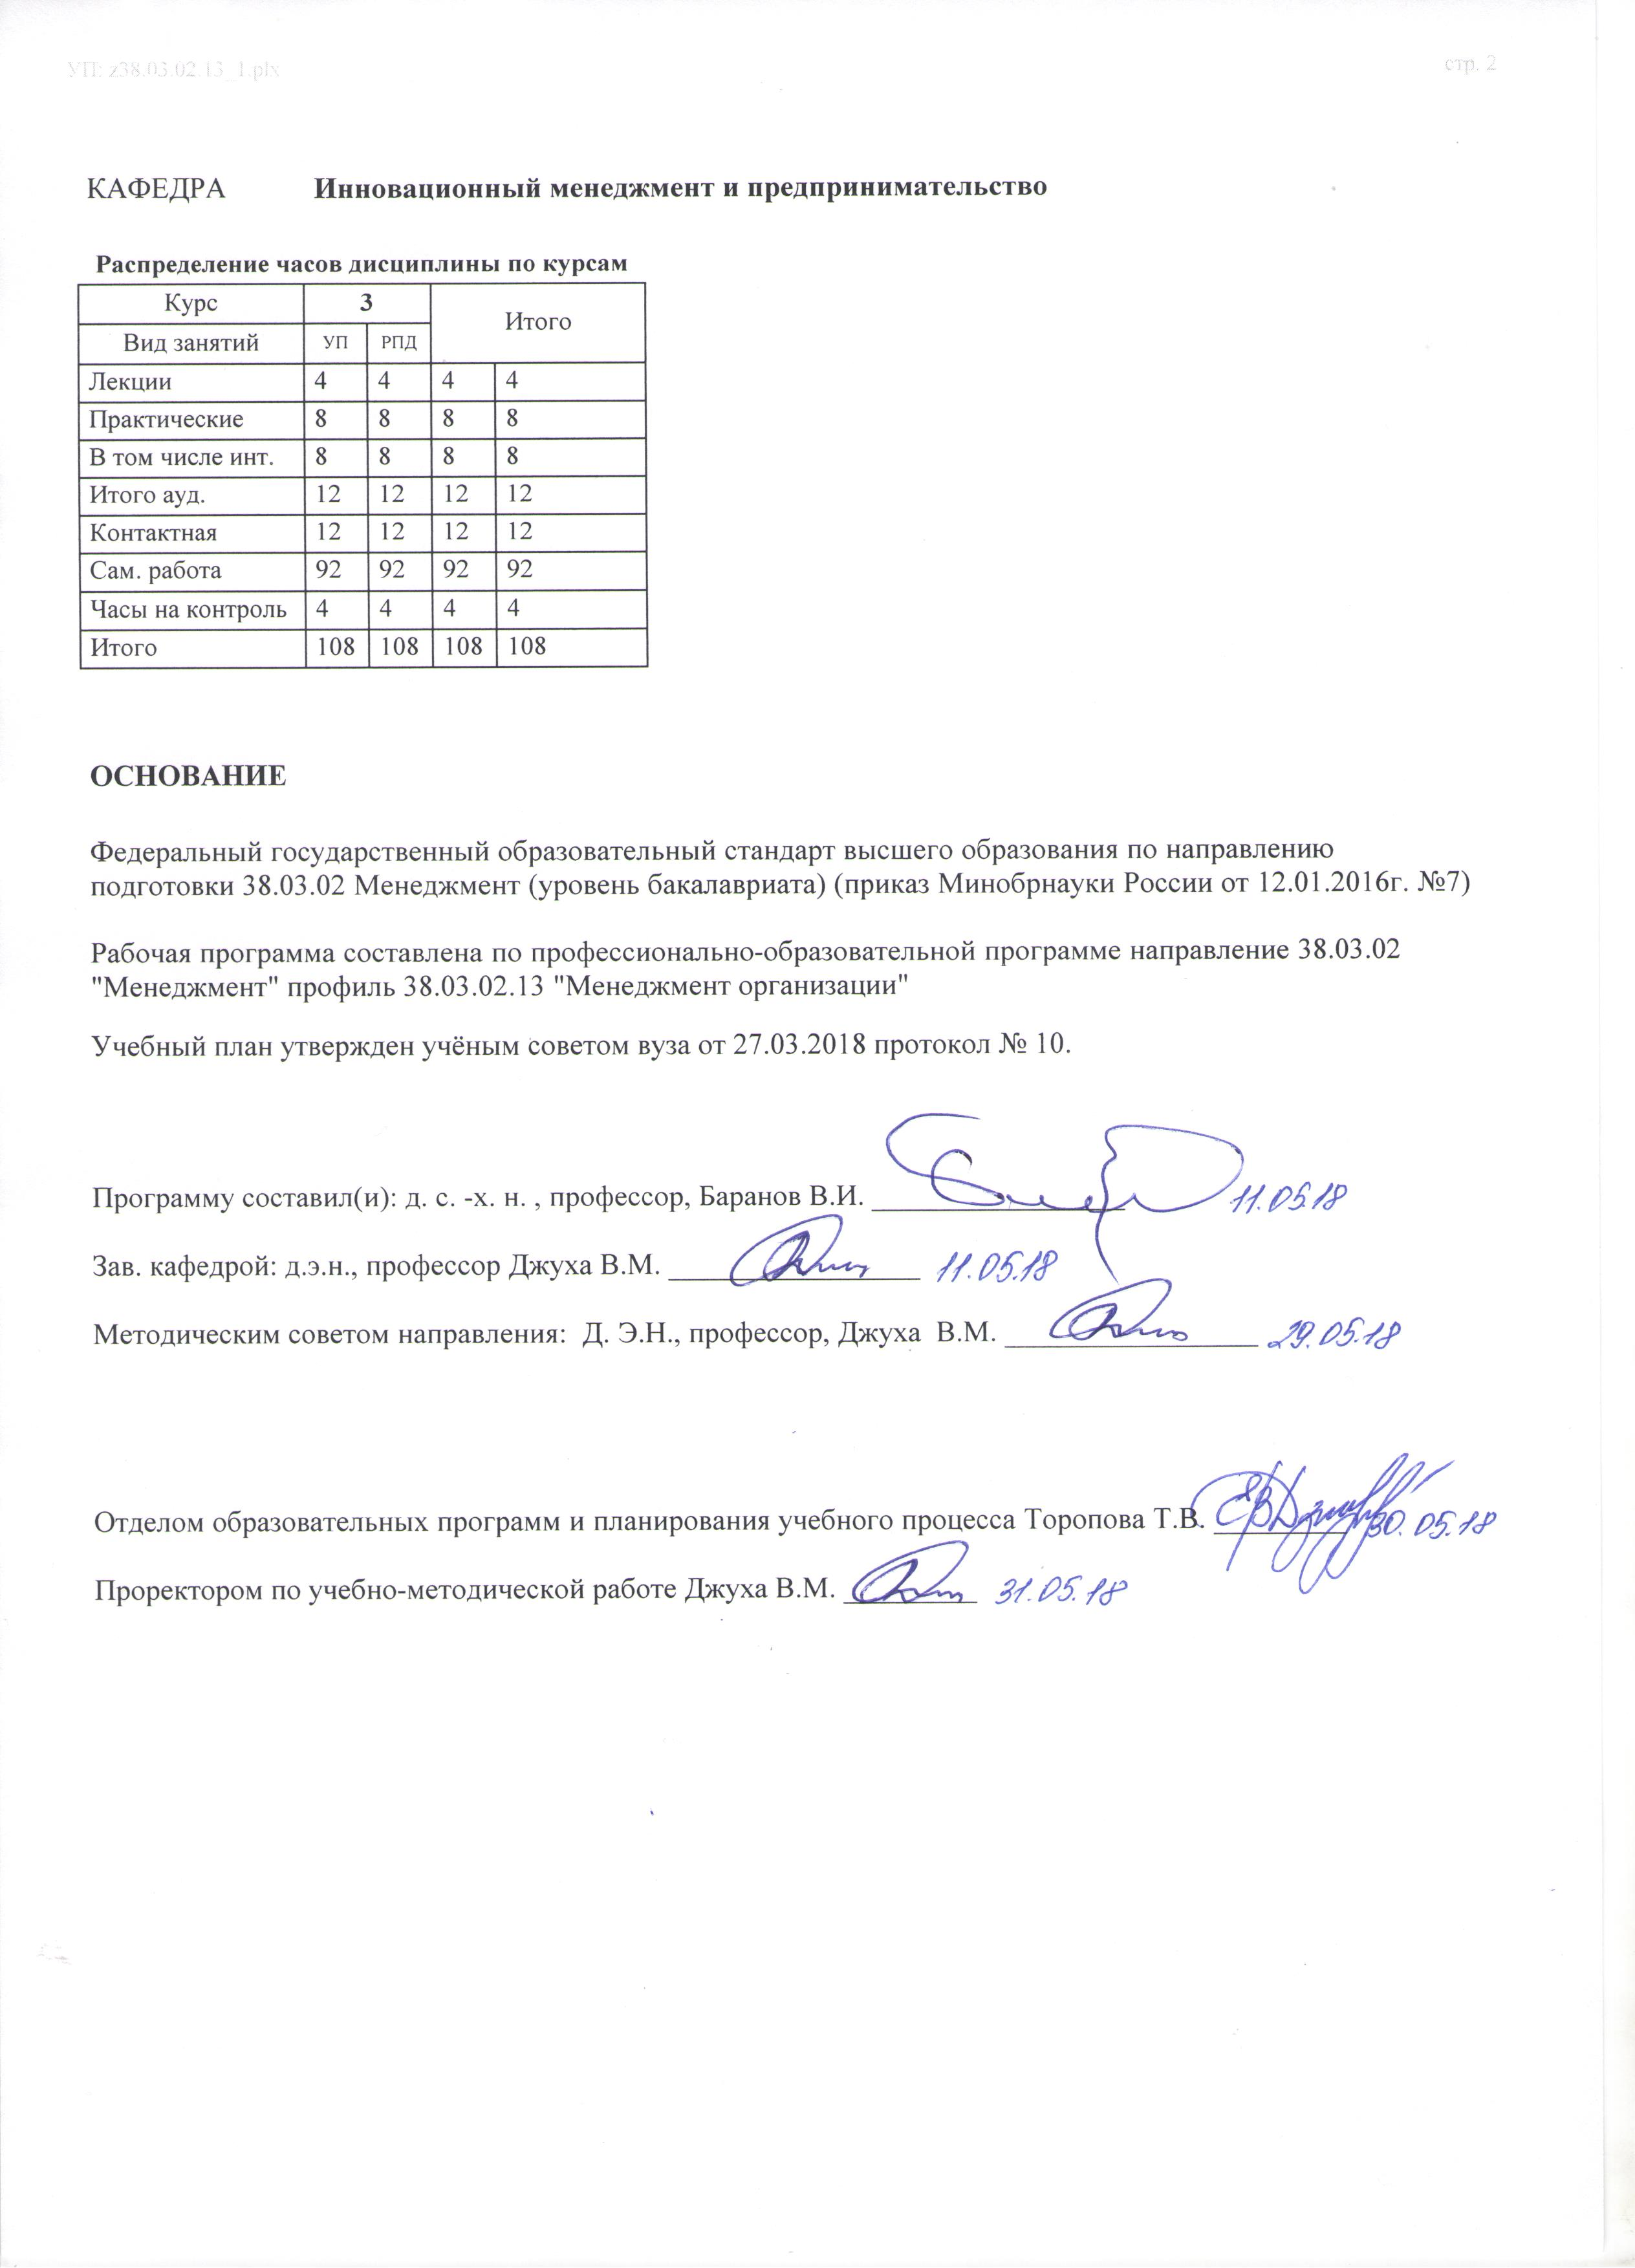 УП: z38.03.02.13_1.plx
стр. 2
КАФЕДРА Инновационный менеджмент и предпринимательство
Распределение часов дисциплины по курсам
Курс 3 Итого
Вид занятий УП РПД
Лекции 4 4 4 4
Практические 8 8 8 8
В том числе инт. 8 8 8 8
Итого ауд. 12 12 12 12
Контактная 12 12 12 12
Сам. работа 92 92 92 92
Часы на контроль 4 4 4 4
Итого 108 108 108 108
ОСНОВАНИЕ
Федеральный государственный образовательный стандарт высшего образования по направлению
подготовки 38.03.02 Менеджмент (уровень бакалавриата) (приказ Минобрнауки России от 12.01.2016г. №7)
Рабочая программа составлена по профессионально-образовательной программе направление 38.03.02
"Менеджмент" профиль 38.03.02.13 "Менеджмент организации"
Учебный план утвержден учёным советом вуза от 27.03.2018 протокол № 10.
Программу составил(и): д. с. -х. н. , профессор, Баранов В.И. 11.05.18
Зав. кафедрой: д.э.н., профессор Джуха В.М. 11.05.18
Методическим советом направления: Д. Э.Н., профессор, Джуха В.М. 29.05.18
Отделом образовательных программ и планирования учебного процесса Торопова Т.В. 30.05.18
Проректором по учебно-методической работе Джуха В.М. 31.05.18